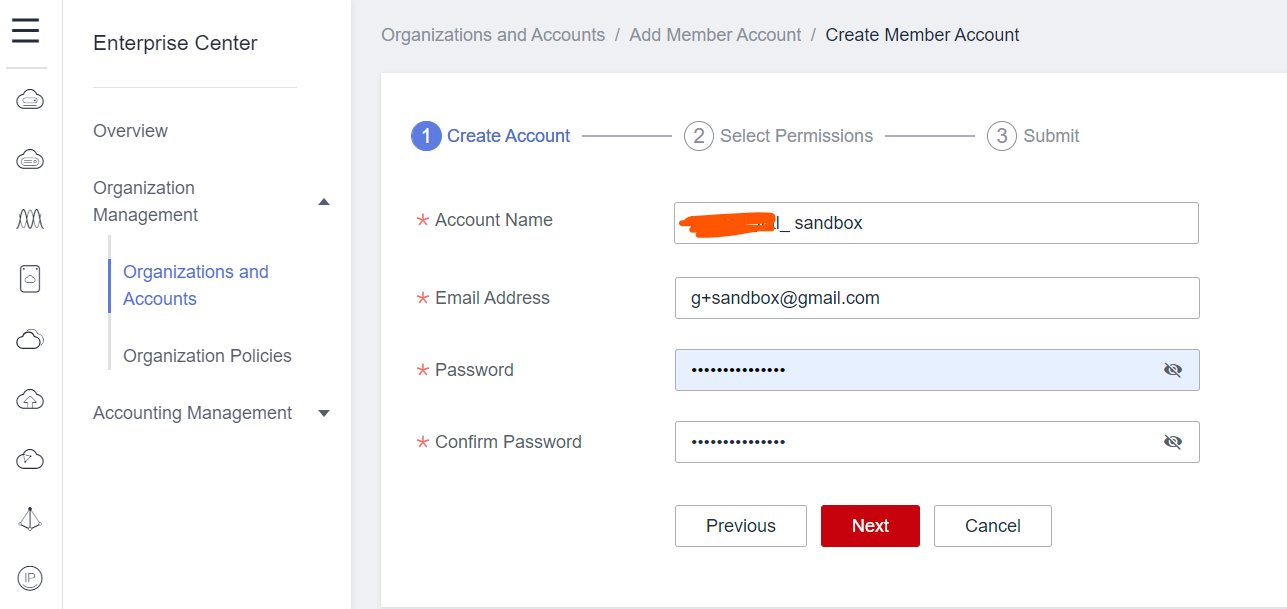 Enterprise Center
Overview
Organization
Management
Organizations and
Accounts
Organization Policies
Accounting Management
Organizations and Accounts / Add Member Account / Create Member Account
1 Create Account 2 Select Permissions 3 Submit
* Account Name
_ sandbox
* Email Address
g+sandbox@gmail.com
* Password
•••••••••••••••
* Confirm Password
•••••••••••••••
Previous Next Cancel
IP